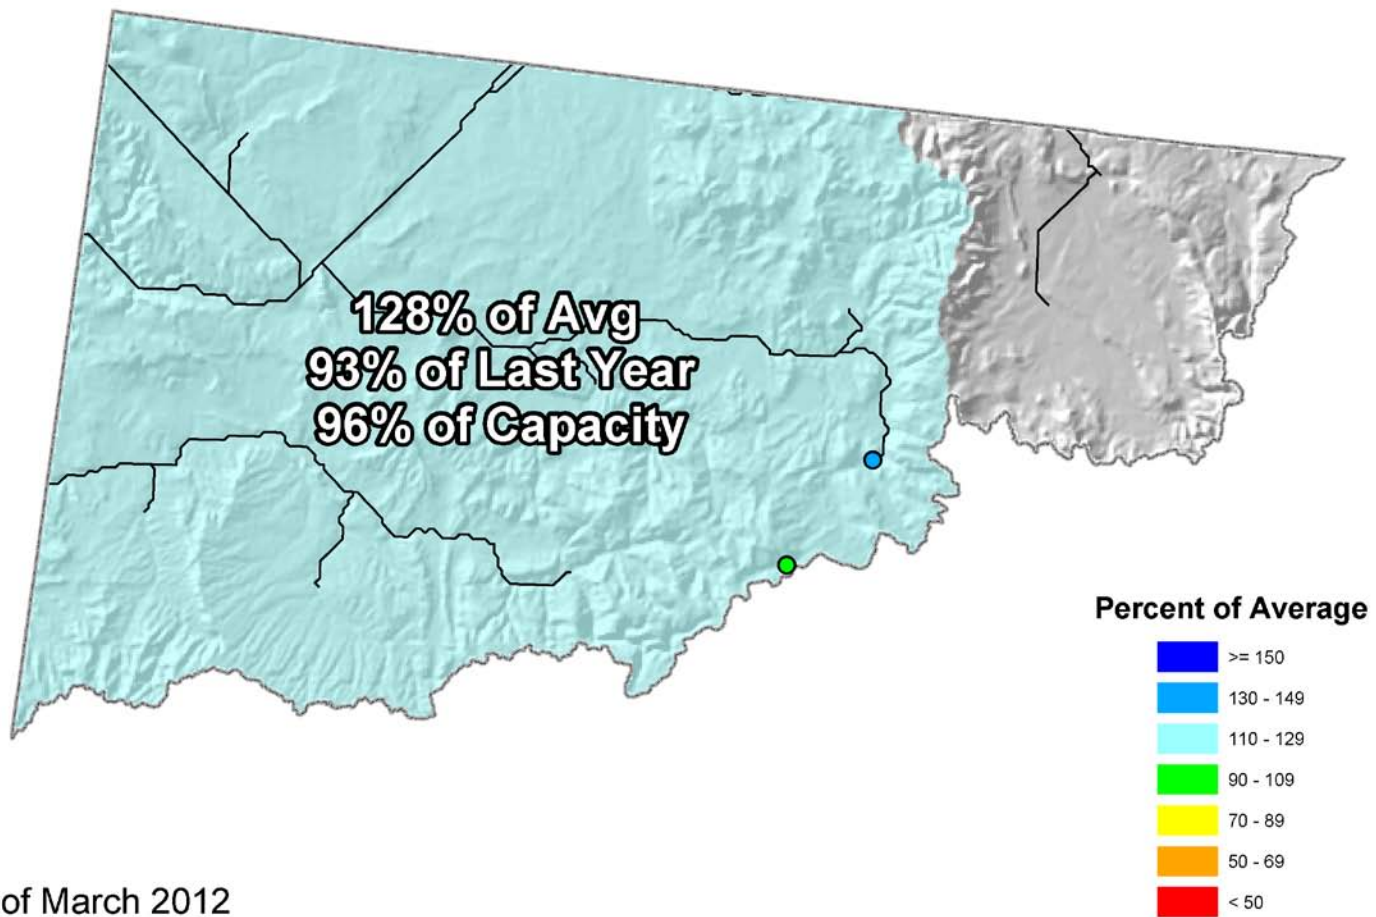 128% of Avg
93% of Last Year
96% of Capacity
Percent of Average
>= 150
130 - 149
110 - 129
90 - 109
70 - 89
50 - 69
< 50
of March 2012